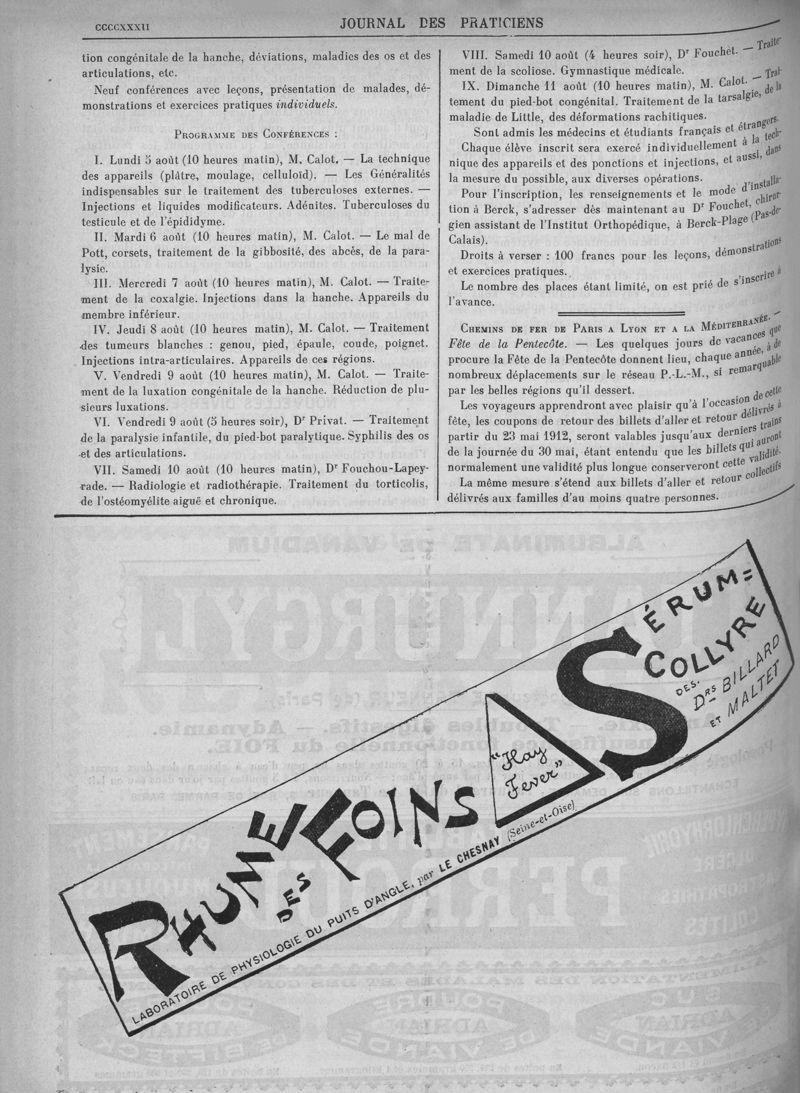 CCCCXXXII
JOURNAL DES PRATICIENS
tion congénitale de la hanche, déviations, maladies des os et des
articulations, etc.
Neuf conférences avec leçons, présentation de malades, dé-
monstrations et exercices pratiques individuels.
PROGRAMME DES CONFÉRENCES :
I. Lundi 5 août (10 heures matin), M. Calot. — La technique
des appareils (plâtre, moulage, celluloïd). — Les Généralités
indispensables sur le traitement des tuberculoses externes. —
Injections et liquides modificateurs. Adénites. Tuberculoses du
testicule et de l'épididyme.
II. Mardi 6 août (10 heures matin), M. Calot. — Le mal de
Pott, corsets, traitement de la gibbosité, des abcès, de la para-
lysie.
III. Mercredi 7 août (10 heures matin), M. Calot. — Traite-
ment de la coxalgie. Injections dans la hanche. Appareils du
membre inférieur.
IV. Jeudi 8 août (10 heures matin), M. Calot. — Traitement
des tumeurs blanches : genou, pied, épaule, coude, poignet.
Injections intra-articulaires. Appareils de ces régions.
V. Vendredi 9 août (10 heures matin), M. Calot. — Traite-
ment de la luxation congénitale de la hanche. Réduction de plu-
sieurs luxations.
VI. Vendredi 9 août (5 heures soir), Dr Privat. — Traitement
de la paralysie infantile, du pied-bot paralytique. Syphilis des os
et des articulations.
VII. Samedi 10 août (10 heures matin), Dr Fouchou-Lapey-
rade. — Radiologie et radiothérapie. Traitement du torticolis,
de l'ostéomyélite aiguë et chronique.
VIII. Samedi 10 août (4 heures soir), Dr Fouchet. — Traite-
ment de la scoliose. Gymnastique médicale.
IX. Dimanche 11 août (10 heures matin), M. Calot. — Trai-
tement du pied-bot congénital. Traitement de la tarsalgie, de la
maladie de Little, des déformations rachitiques.
Sont admis les médecins et étudiants français et étrangers.
Chaque élève inscrit sera exercé individuellement à la tech-
nique des appareils et des ponctions et injections, et aussi, dans
la mesure du possible, aux diverses opérations.
Pour l'inscription, les renseignements et le mode d'installa-
tion à Berck, s'adresser dès maintenant au Dr Fouchet, chirur-
gien assistant de l'Institut Orthopédique, à Berck-Plage (Pas-de-
Calais).
Droits à verser : 100 francs pour les leçons, démonstrations
et exercices pratiques.
Le nombre des places étant limité, on est prié de s'inscrire à
l'avance.
CHEMINS DE FER DE PARIS A LYON ET A LA MÉDITERRANÉE. —
Fête de la Pentecôte. — Les quelques jours de vacances que
procure la Fête de la Pentecôte donnent lieu, chaque année, à de
nombreux déplacements sur le réseau P.-L.-M., si remarquable
par les belles régions qu'il dessert.
Les voyageurs apprendront avec plaisir qu'à l'occasion de cette
fête, les coupons de retour des billets d'aller et retour délivrés à
partir du 23 mai 1912, seront valables jusqu'aux derniers trains
de la journée du 30 mai, étant entendu que les billets qui auront
normalement une validité plus longue conserveront cette validité.
La même mesure s'étend aux billets d'aller et retour collectifs
délivrés aux familles d'au moins quatre personnes.
RHUME DES FOINS
"Hay Fever"
SÉRUM=
COLLYRE
DES
DRS BILLARD
ET MALTET
LABORATOIRE DE PHYSIOLOGIE DU PUITS D'ANGLE, par LE CHESNAY (Seine-et-Oise)